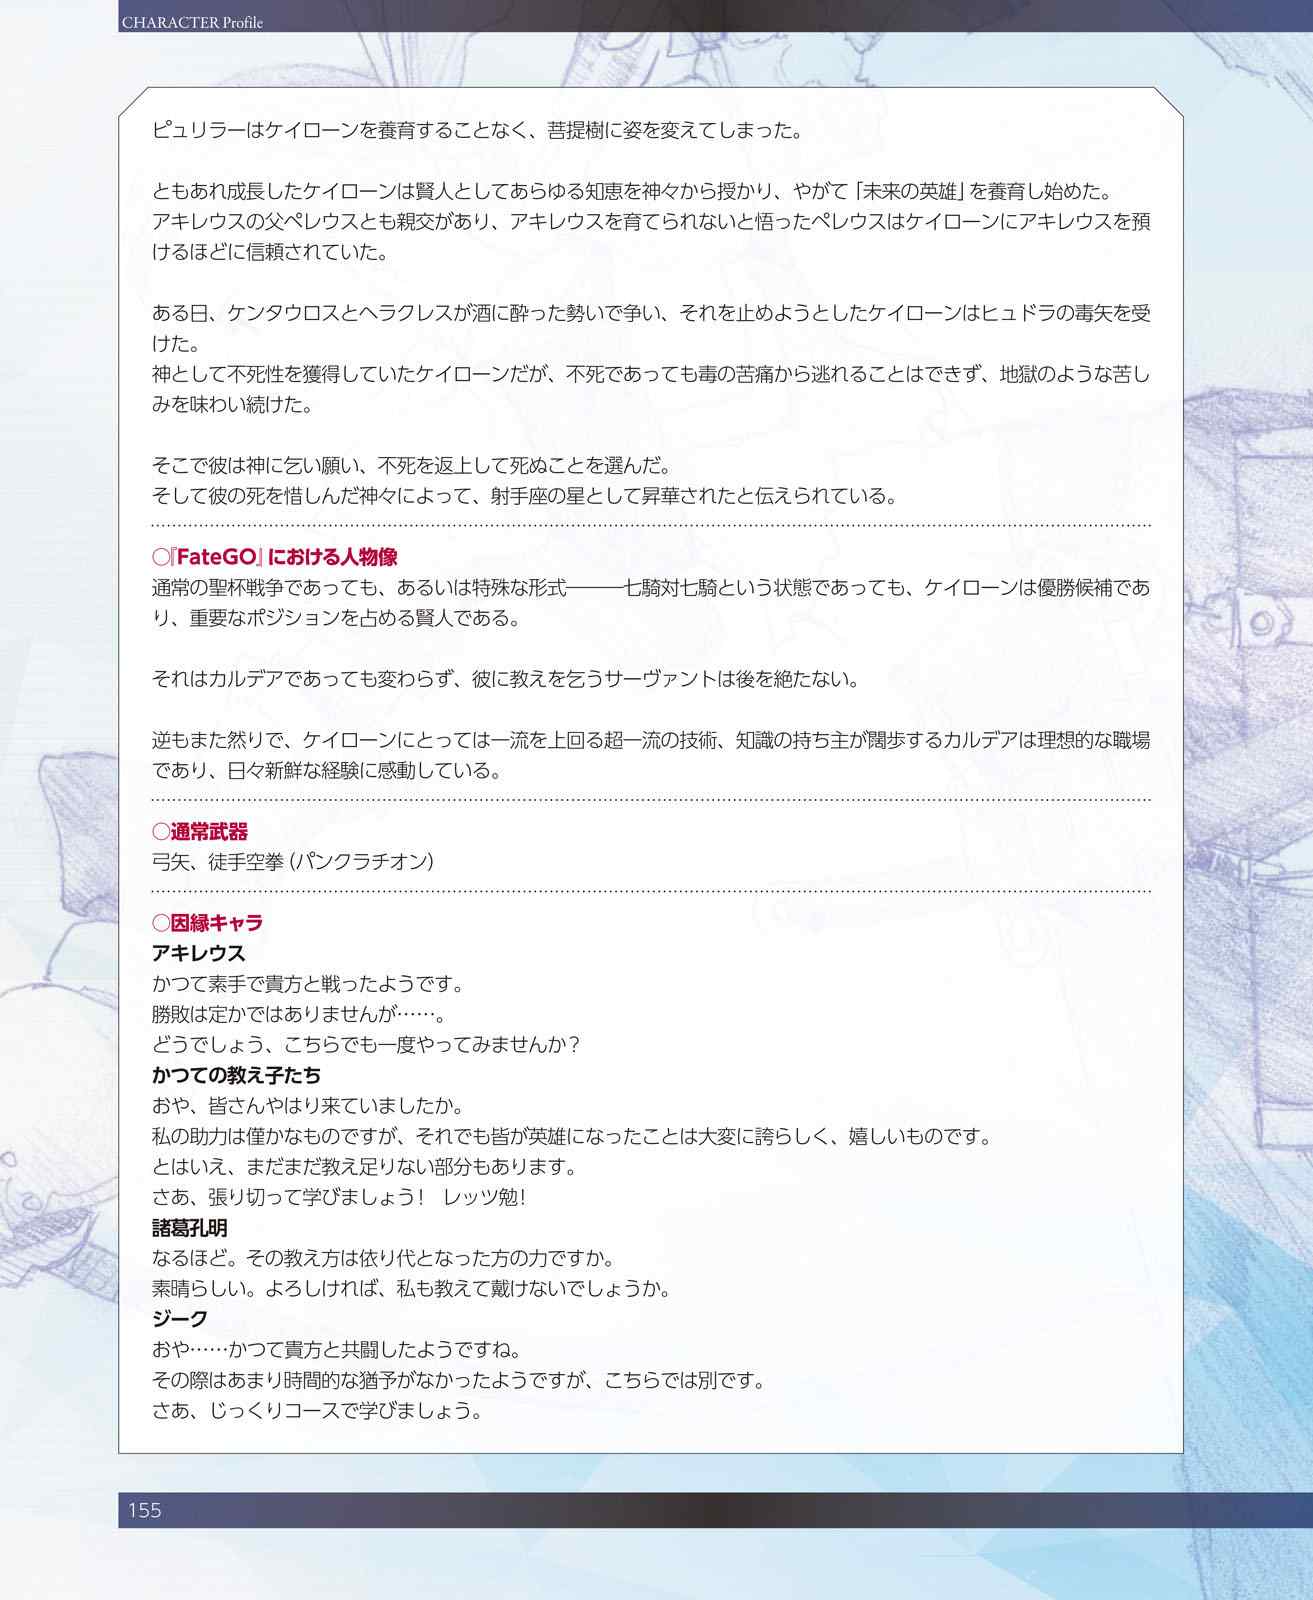 CHARACTER Profile
ピュリラーはケイローンを養育することなく、菩提樹に姿を変えてしまった。
ともあれ成長したケイローンは賢人としてあらゆる知恵を神々から授かり、やがて「未来の英雄」を養育し始めた。
アキレウスの父ペレウスとも親交があり、アキレウスを育てられないと悟ったペレウスはケイローンにアキレウスを預
けるほどに信頼されていた。
ある日、ケンタウロスとヘラクレスが酒に酔った勢いで争い、それを止めようとしたケイローンはヒュドラの毒矢を受
けた。
神として不死性を獲得していたケイローンだが、不死であっても毒の苦痛から逃れることはできず、地獄のような苦し
みを味わい続けた。
そこで彼は神に乞い願い、不死を返上して死ぬことを選んだ。
そして彼の死を惜しんだ神々によって、射手座の星として昇華されたと伝えられている。
○『FateGO』における人物像
通常の聖杯戦争であっても、あるいは特殊な形式―――七騎対七騎という状態であっても、ケイローンは優勝候補であ
り、重要なポジションを占める賢人である。
それはカルデアであっても変わらず、彼に教えを乞うサーヴァントは後を絶たない。
逆もまた然りで、ケイローンにとっては一流を上回る超一流の技術、知識の持ち主が闊歩するカルデアは理想的な職場
であり、日々新鮮な経験に感動している。
○通常武器
弓矢、徒手空拳（パンクラチオン）
○因縁キャラ
アキレウス
かつて素手で貴方と戦ったようです。
勝敗は定かではありませんが……。
どうでしょう、こちらでも一度やってみませんか？
かつての教え子たち
おや、皆さんやはり来ていましたか。
私の助力は僅かなものですが、それでも皆が英雄になったことは大変に誇らしく、嬉しいものです。
とはいえ、まだまだ教え足りない部分もあります。
さあ、張り切って学びましょう！　レッツ勉！
諸葛孔明
なるほど。その教え方は依り代となった方の力ですか。
素晴らしい。よろしければ、私も教えて戴けないでしょうか。
ジーク
おや……かつて貴方と共闘したようですね。
その際はあまり時間的な猶予がなかったようですが、こちらでは別です。
さあ、じっくりコースで学びましょう。
155